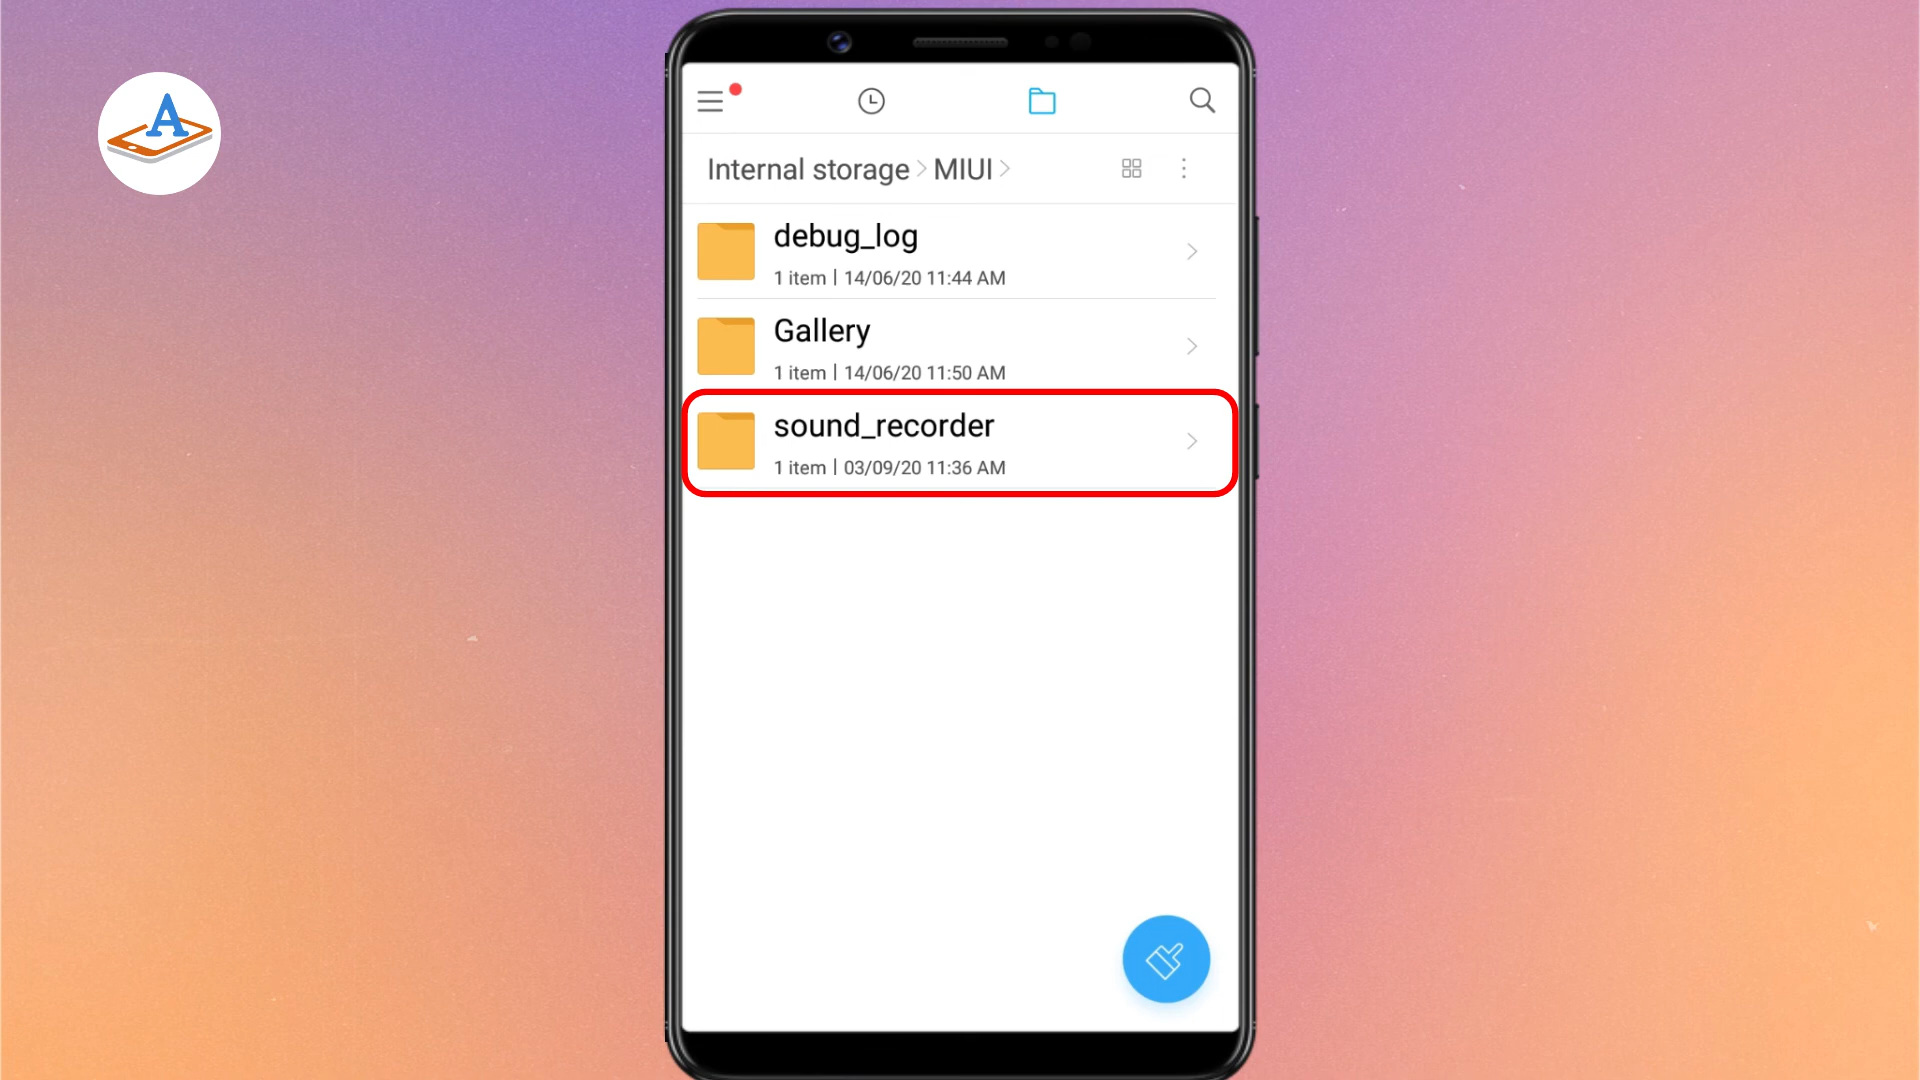 A
Internal storage > MIUI >
debug_log
1 item | 14/06/20 11:44 AM
Gallery
1 item | 14/06/20 11:50 AM
sound_recorder
1 item | 03/09/20 11:36 AM